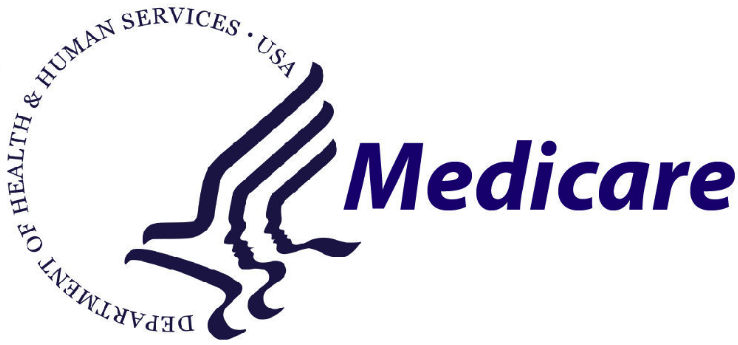 DEPARTMENT OF HEALTH & HUMAN SERVICES · USA
Medicare